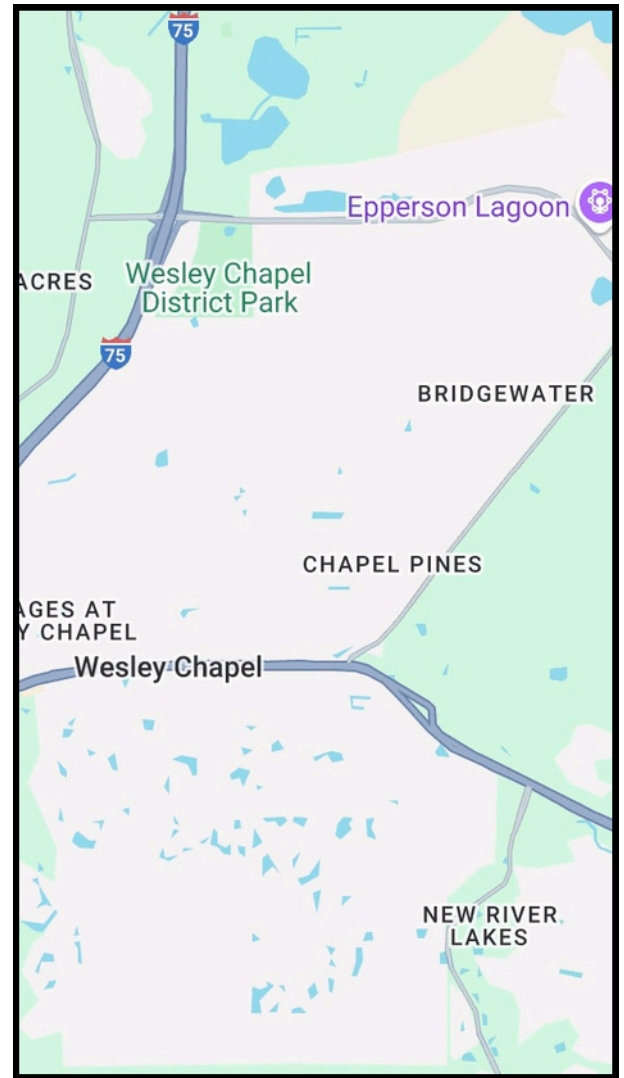 75
Epperson Lagoon
ACRES
Wesley Chapel
District Park
75
BRIDGEWATER
CHAPEL PINES
AGES AT
Y CHAPEL
Wesley Chapel
NEW RIVER
LAKES